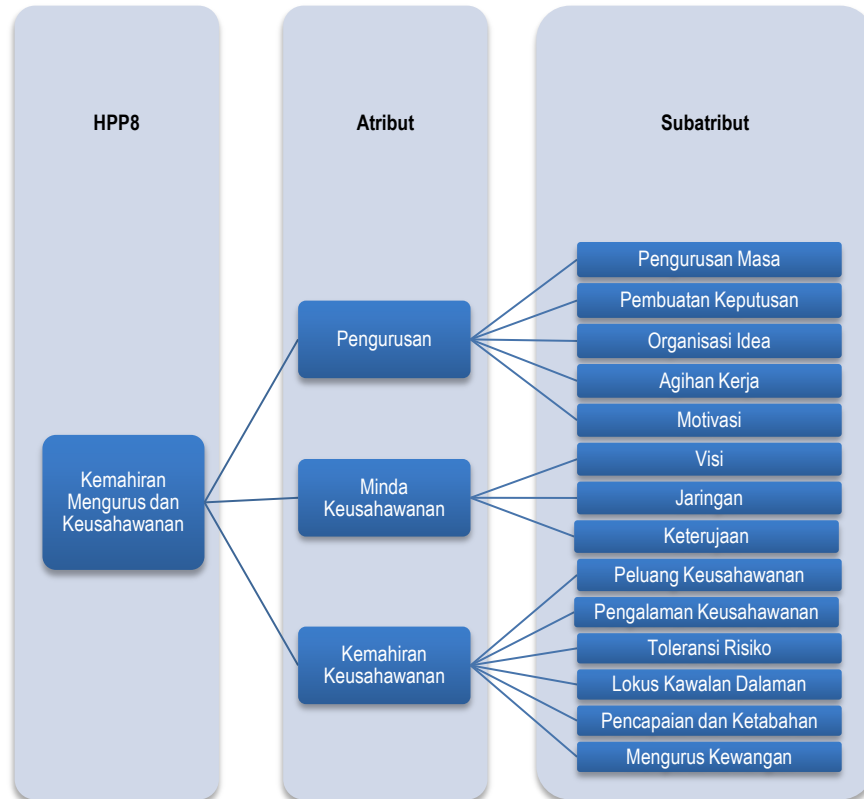 HPP8
Atribut
Subatribut
Kemahiran
Mengurus dan
Keusahawanan
Pengurusan
Minda
Keusahawanan
Kemahiran
Keusahawanan
Pengurusan Masa
Pembuatan Keputusan
Organisasi Idea
Agihan Kerja
Motivasi
Visi
Jaringan
Keterujaan
Peluang Keusahawanan
Pengalaman Keusahawanan
Toleransi Risiko
Lokus Kawalan Dalaman
Pencapaian dan Ketabahan
Mengurus Kewangan